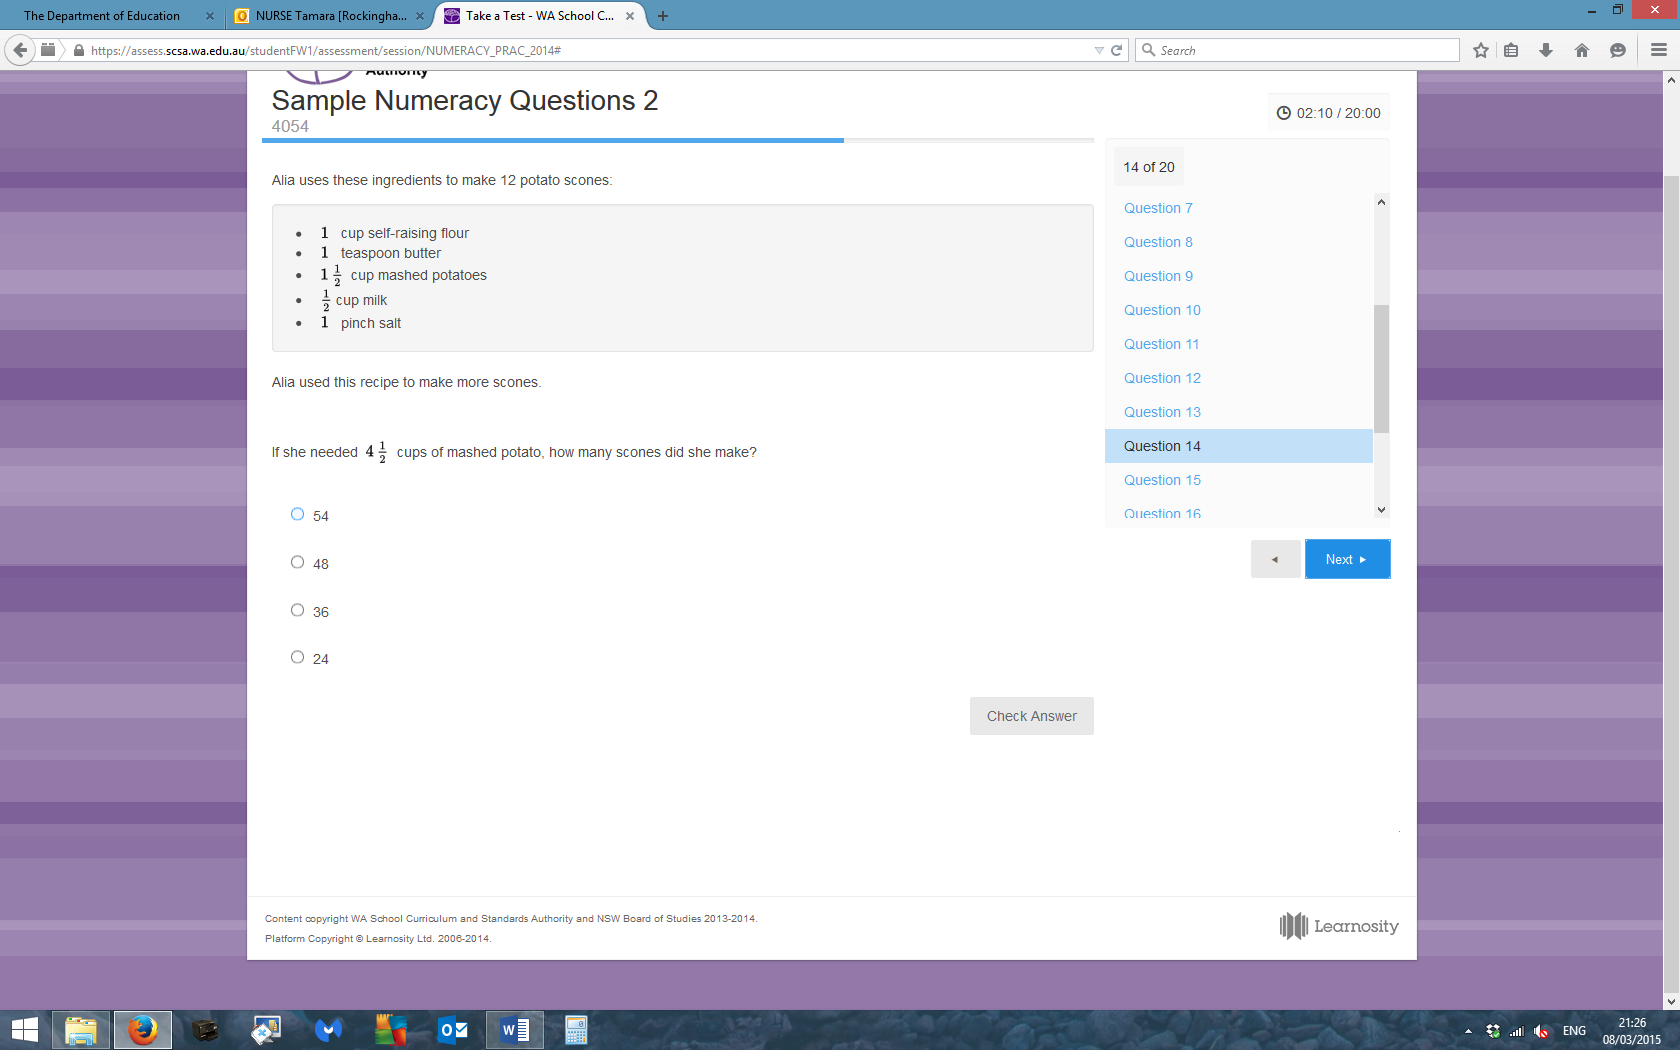 The Department of Education
NURSE Tamara [Rockingha...
Take a Test - WA School C...
https://assess.scsa.wa.edu.au/studentFW1/assessment/session/NUMERACY_PRAC_2014#
Search
Authority
Sample Numeracy Questions 2
4054
02:10 / 20:00
14 of 20
Alia uses these ingredients to make 12 potato scones:
• 1 cup self-raising flour
• 1 teaspoon butter
• 1 1/2 cup mashed potatoes
• 1/2 cup milk
• 1 pinch salt
Alia used this recipe to make more scones.
If she needed 4 1/2 cups of mashed potato, how many scones did she make?
54
48
36
24
Check Answer
Question 7
Question 8
Question 9
Question 10
Question 11
Question 12
Question 13
Question 14
Question 15
Question 16
Next
Content copyright WA School Curriculum and Standards Authority and NSW Board of Studies 2013-2014.
Platform Copyright © Learnosity Ltd. 2006-2014.
Learnosity
ENG
21:26
08/03/2015